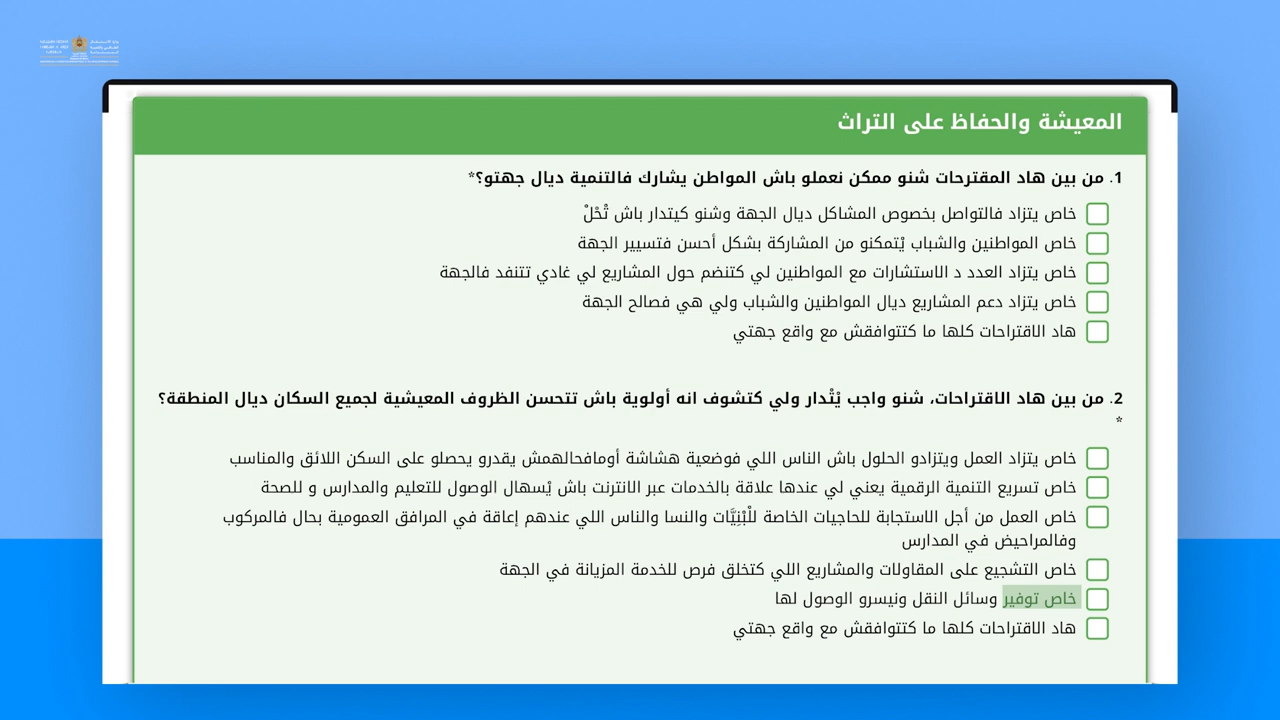 المعيشة والحفاظ على التراث
1. من بين هاد المقترحات شنو ممكن نعملو باش المواطن يشارك فالتنمية ديال جهتو؟*
خاص يتزاد فالتواصل بخصوص المشاكل ديال الجهة وشنو كيتدار باش تُحَلْ
خاص المواطنين والشباب يْتمكنو من المشاركة بشكل أحسن فتسيير الجهة
خاص يتزاد العدد د الاستشارات مع المواطنين لي كتنضم حول المشاريع لي غادي تتنفد فالجهة
خاص يتزاد دعم المشاريع ديال المواطنين والشباب ولي هي فصالح الجهة
هاد الاقتراحات كلها ما كتتوافقش مع واقع جهتي
2. من بين هاد الاقتراحات، شنو واجب يْتْدار ولي كتشوف انه أولوية باش تتحسن الظروف المعيشية لجميع السكان ديال المنطقة؟
*
خاص يتزاد العمل ويتزادو الحلول باش الناس اللي فوضعية هشاشة أومافحالهمش يقدرو يحصلو على السكن اللائق والمناسب
خاص تسريع التنمية الرقمية يعني لي عندها علاقة بالخدمات عبر الانترنت باش يْسهال الوصول للتعليم والمدارس و للصحة
خاص العمل من أجل الاستجابة للحاجيات الخاصة للْبْنِيَّات والنسا والناس اللي عندهم إعاقة في المرافق العمومية بحال فالمركوب
وفالمراحيض في المدارس
خاص التشجيع على المقاولات والمشاريع اللي كتخلق فرص للخدمة المزيانة في الجهة
خاص توفير وسائل النقل ونيسرو الوصول لها
هاد الاقتراحات كلها ما كتتوافقش مع واقع جهتي